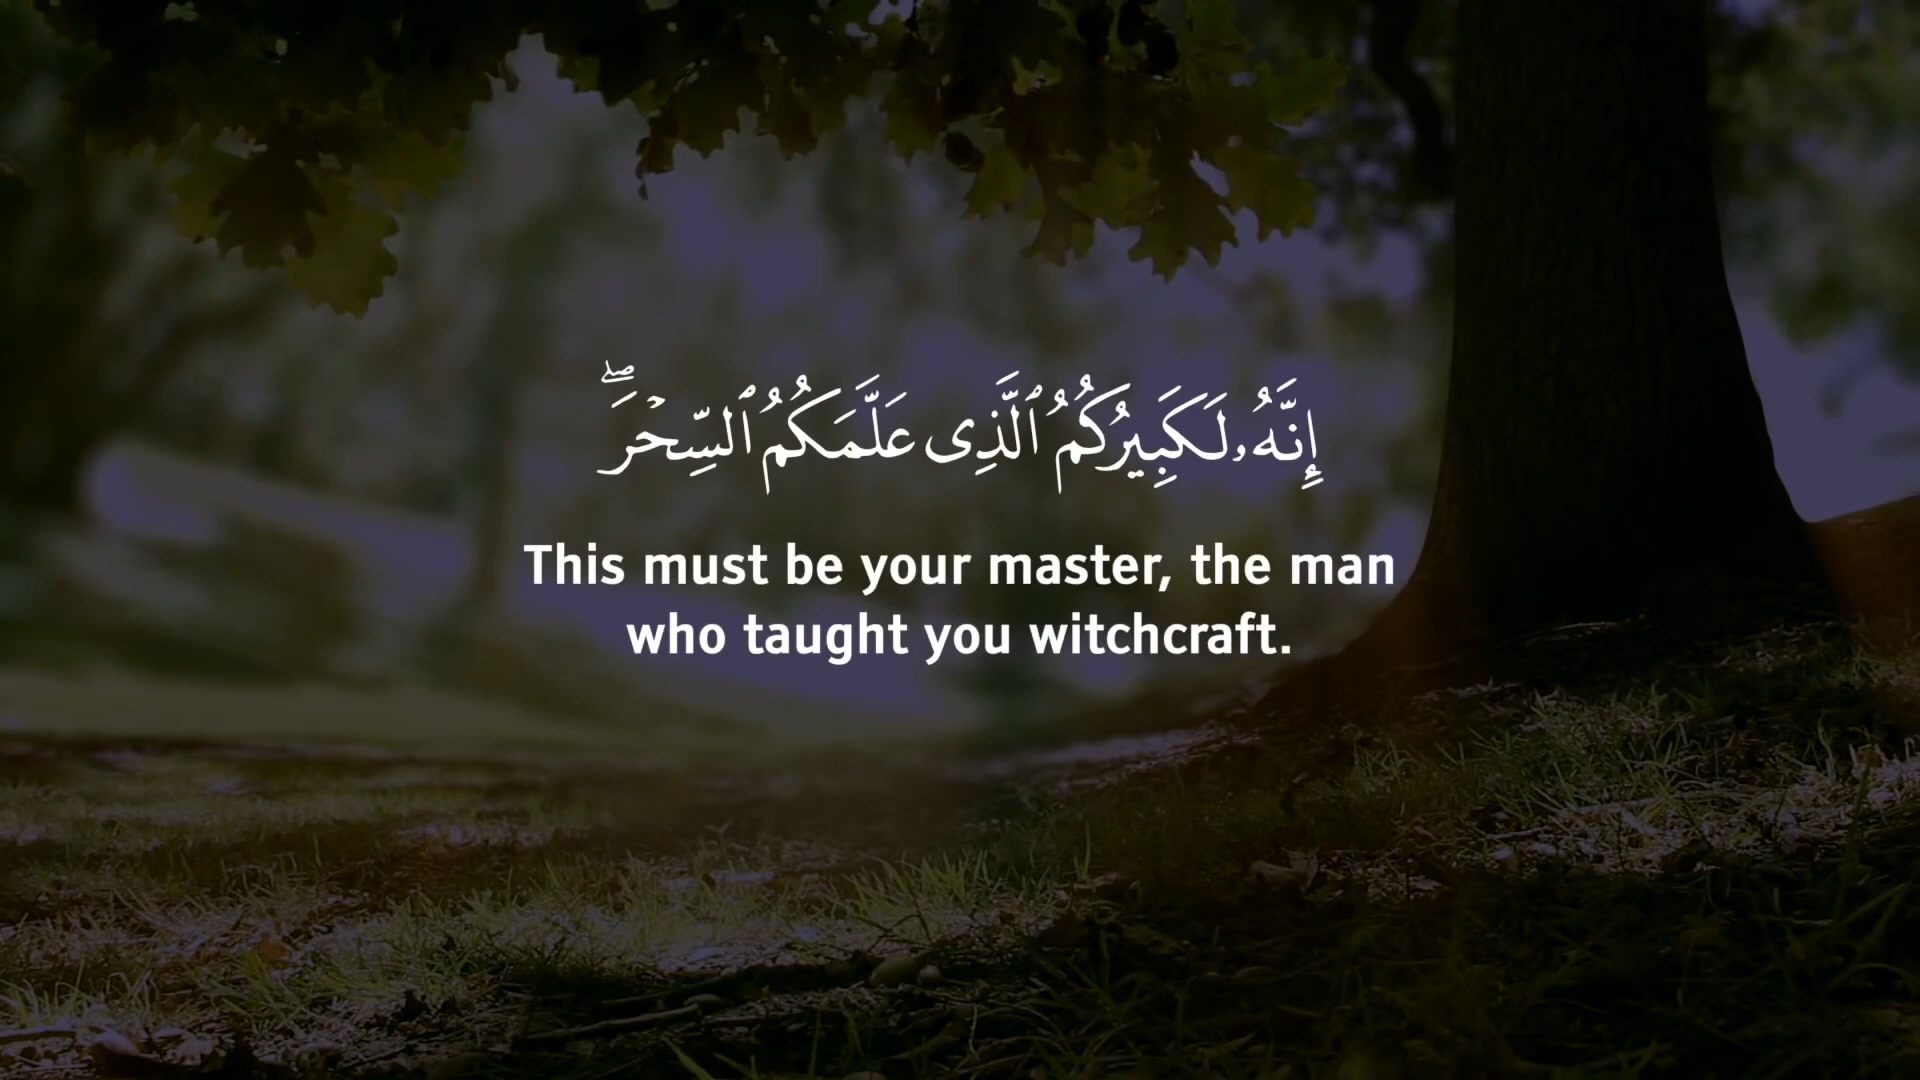 إِنَّهُۥ لَكَبِيرُكُمُ ٱلَّذِى عَلَّمَكُمُ ٱلسِّحْرَ ۖ
This must be your master, the man
who taught you witchcraft.